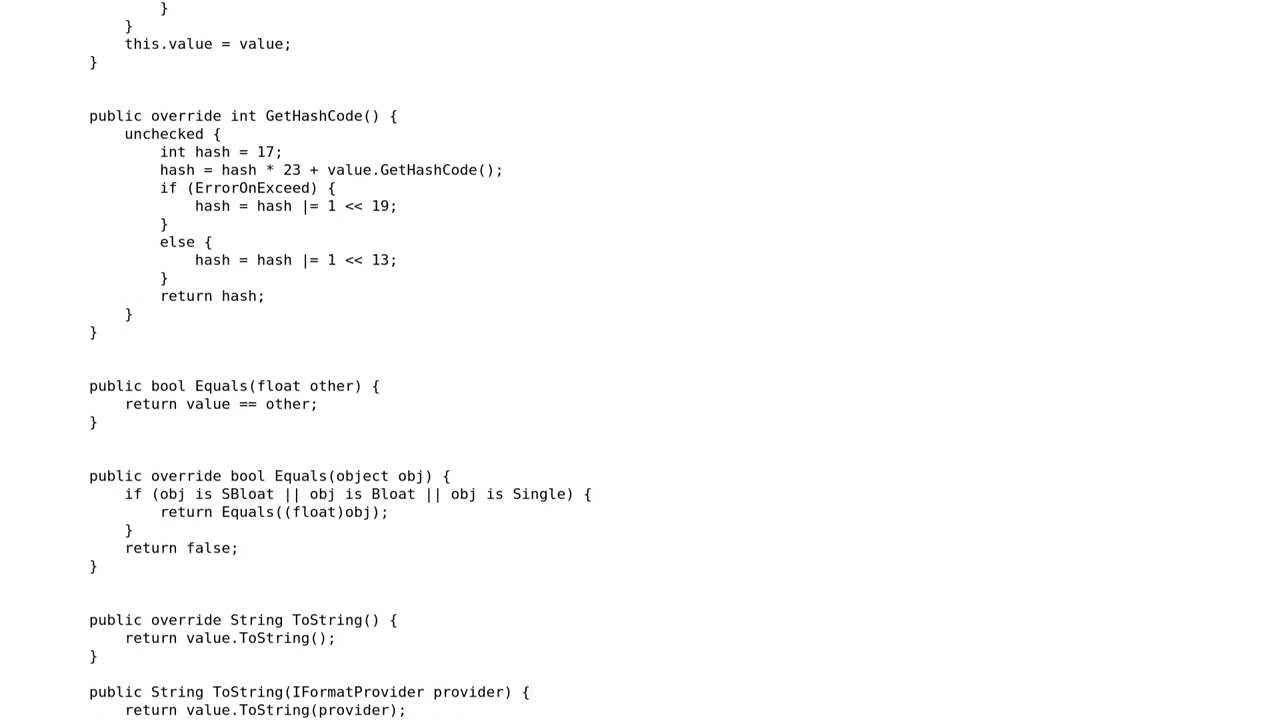 }
    }
    this.value = value;
}
public override int GetHashCode() {
    unchecked {
        int hash = 17;
        hash = hash * 23 + value.GetHashCode();
        if (ErrorOnExceed) {
            hash = hash |= 1 << 19;
        }
        else {
            hash = hash |= 1 << 13;
        }
        return hash;
    }
}
public bool Equals(float other) {
    return value == other;
}
public override bool Equals(object obj) {
    if (obj is SBloat || obj is Bloat || obj is Single) {
        return Equals((float)obj);
    }
    return false;
}
public override String ToString() {
    return value.ToString();
}
public String ToString(IFormatProvider provider) {
    return value.ToString(provider);